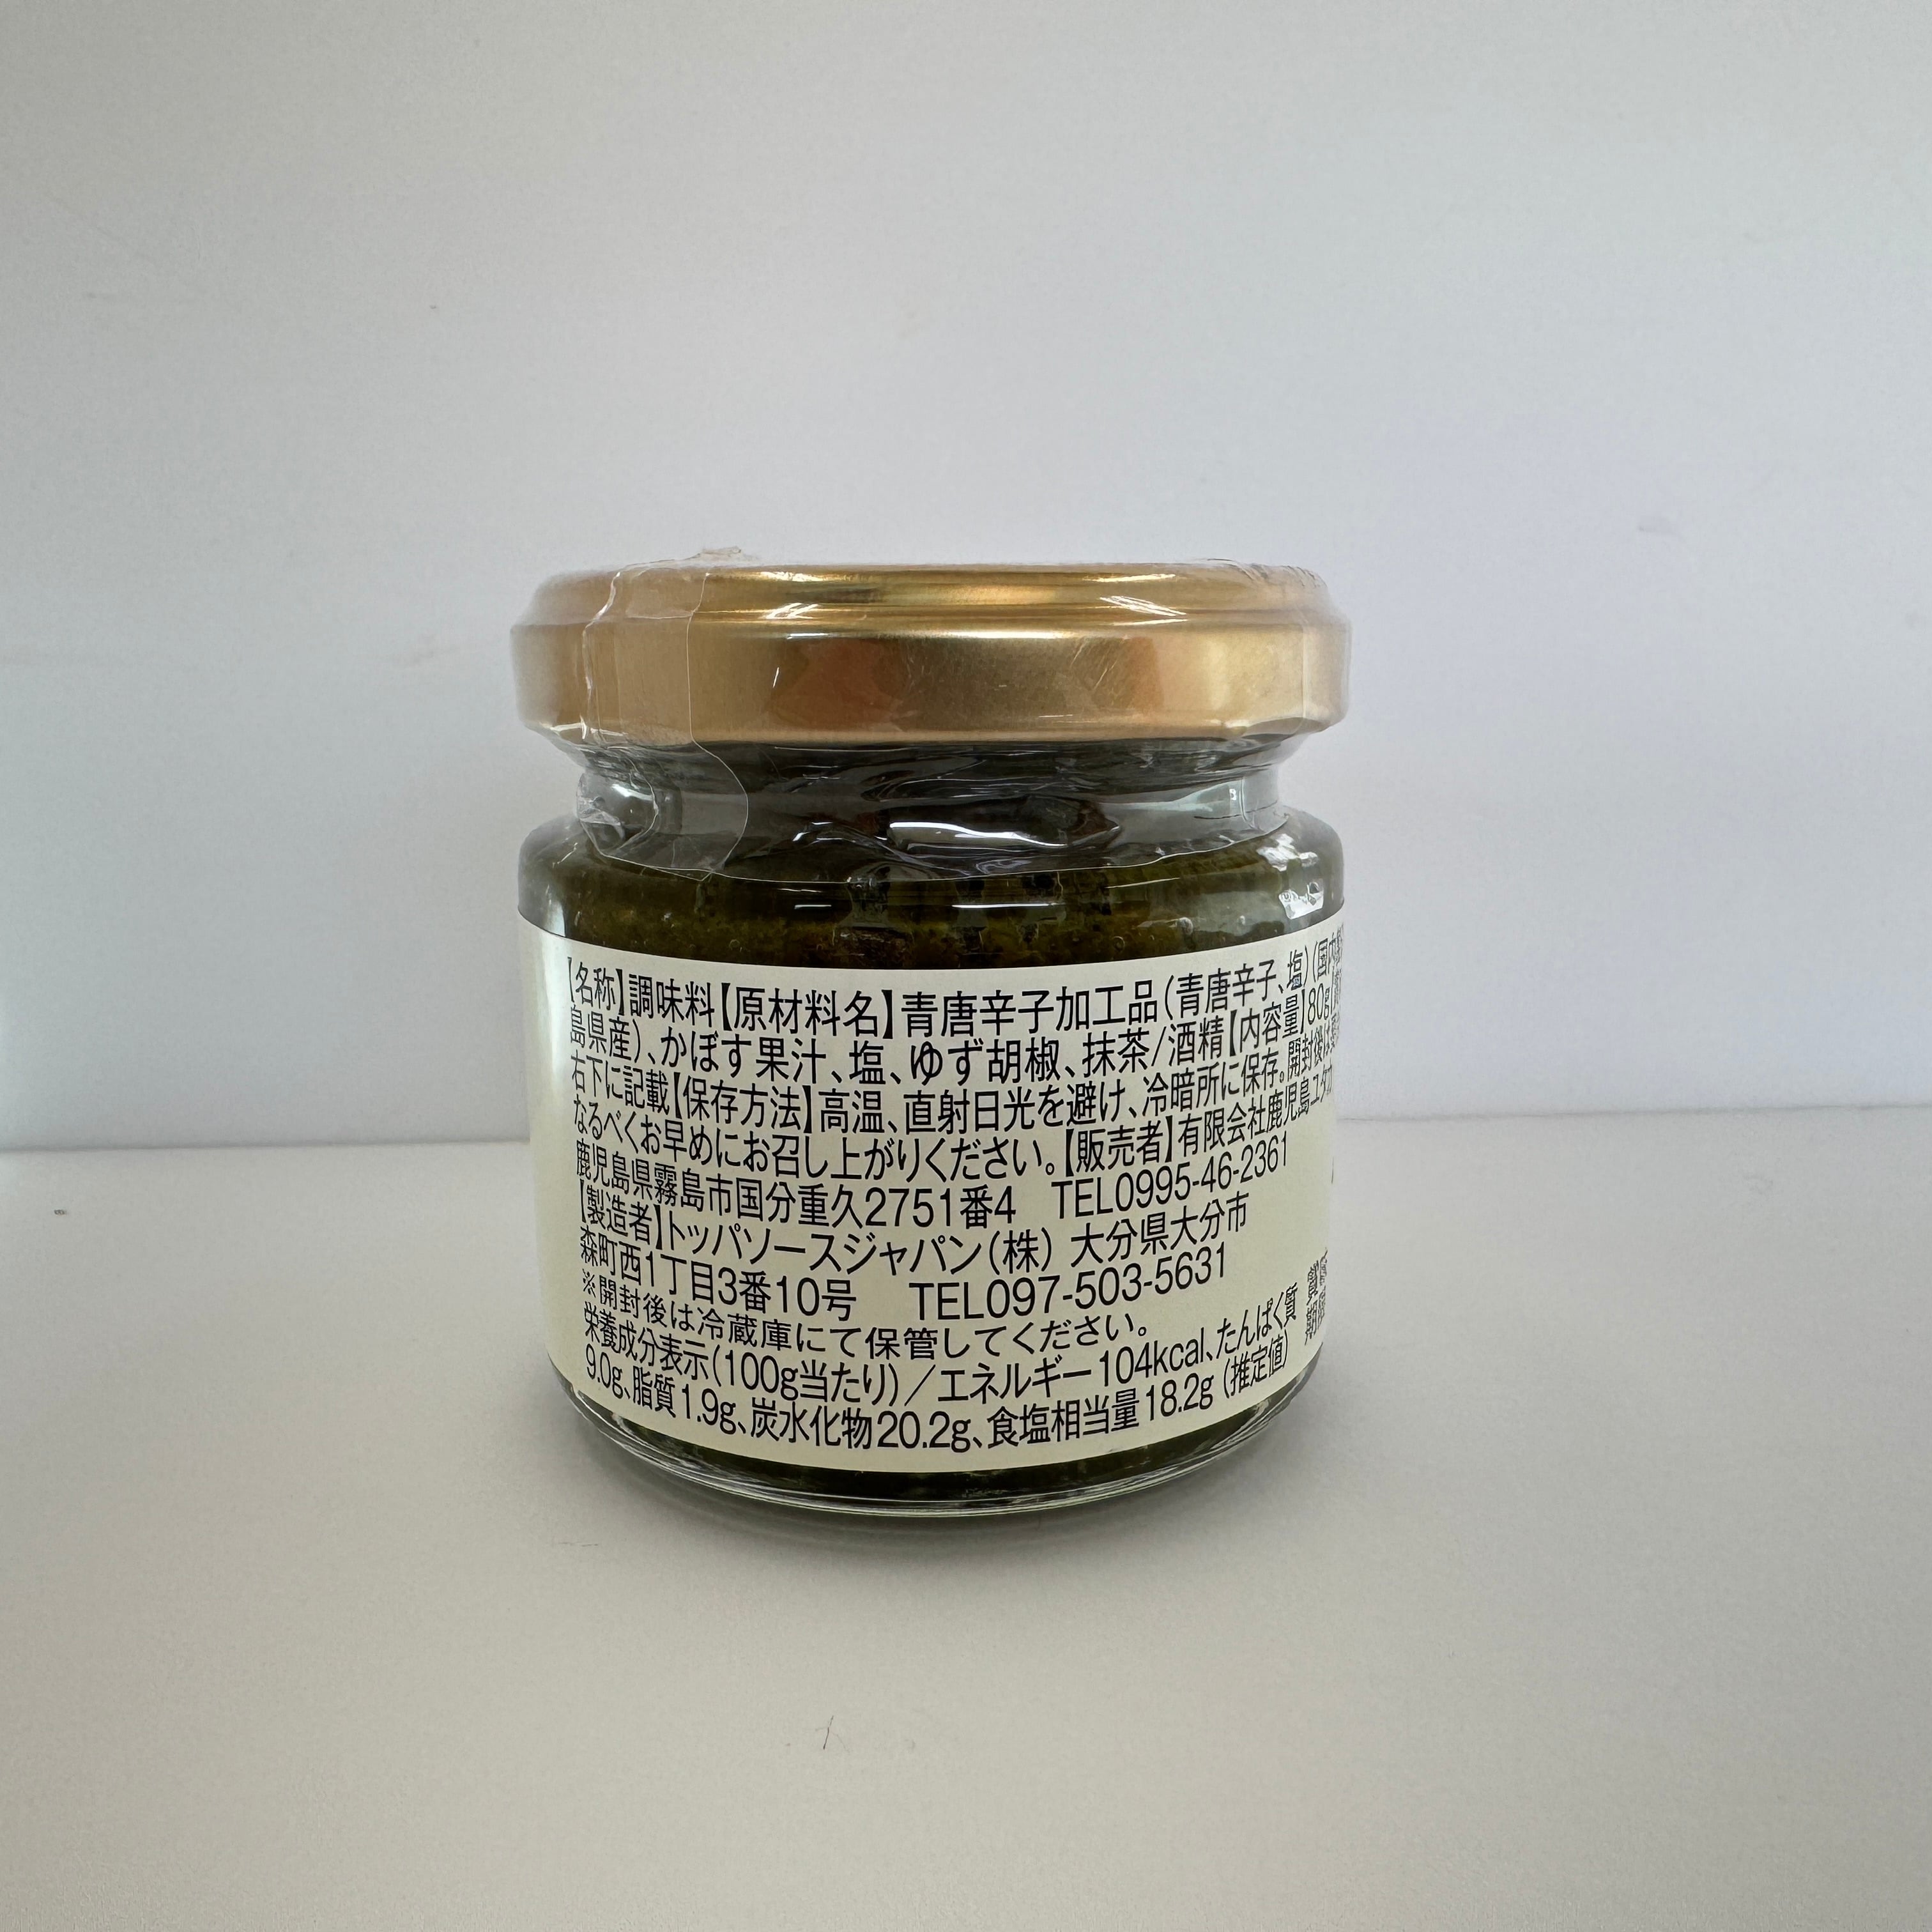 【名称】調味料【原材料名】青唐辛子加工品(青唐辛子、塩)(国内製
島県産)、かぼす果汁、塩、ゆず胡椒、抹茶/酒精【内容量】80g
右下に記載【保存方法】高温、直射日光を避け、冷暗所に保存。開封後は
なるべくお早めにお召し上がりください。【販売者】有限会社鹿児島ユタカ
鹿児島県霧島市国分重久2751番4 TEL0995-46-2361
【製造者】トッパソースジャパン(株) 大分県大分市
森町西1丁目3番10号 TEL097-503-5631
※開封後は冷蔵庫にて保管してください。
栄養成分表示(100g当たり)/エネルギー104kcal、たんぱく質
9.0g、脂質1.9g、炭水化物20.2g、食塩相当量18.2g(推定値)